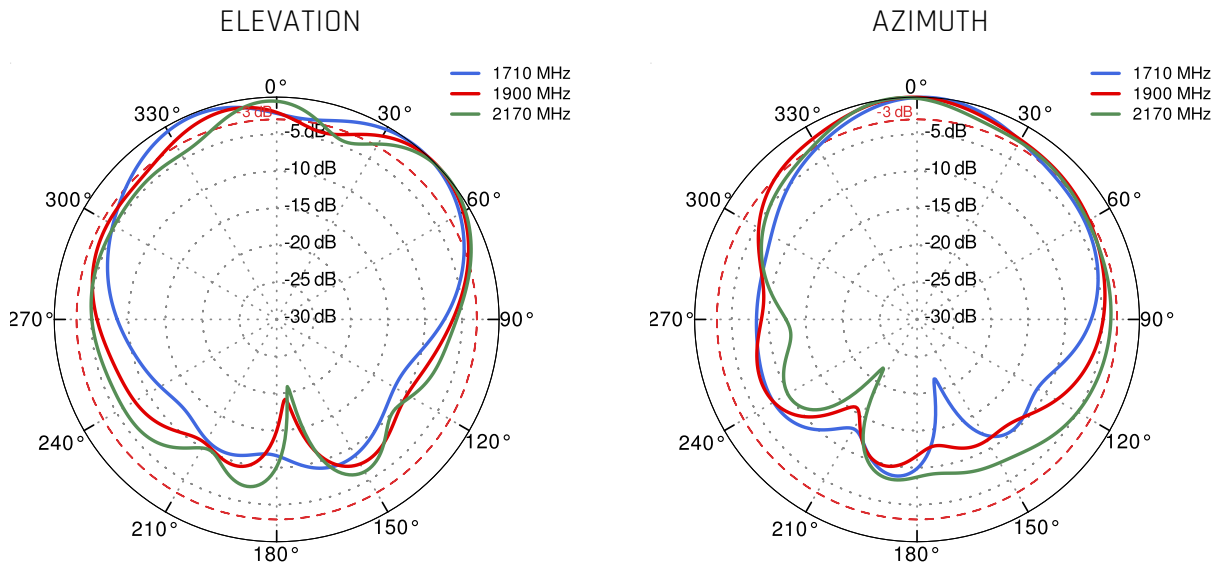 ELEVATION
1710 MHz
1900 MHz
2170 MHz
0°
30°
60°
90°
120°
150°
180°
210°
240°
270°
300°
330°
-3 dB
-5 dB
-10 dB
-15 dB
-20 dB
-25 dB
-30 dB
AZIMUTH
1710 MHz
1900 MHz
2170 MHz
0°
30°
60°
90°
120°
150°
180°
210°
240°
270°
300°
330°
-3 dB
-5 dB
-10 dB
-15 dB
-20 dB
-25 dB
-30 dB